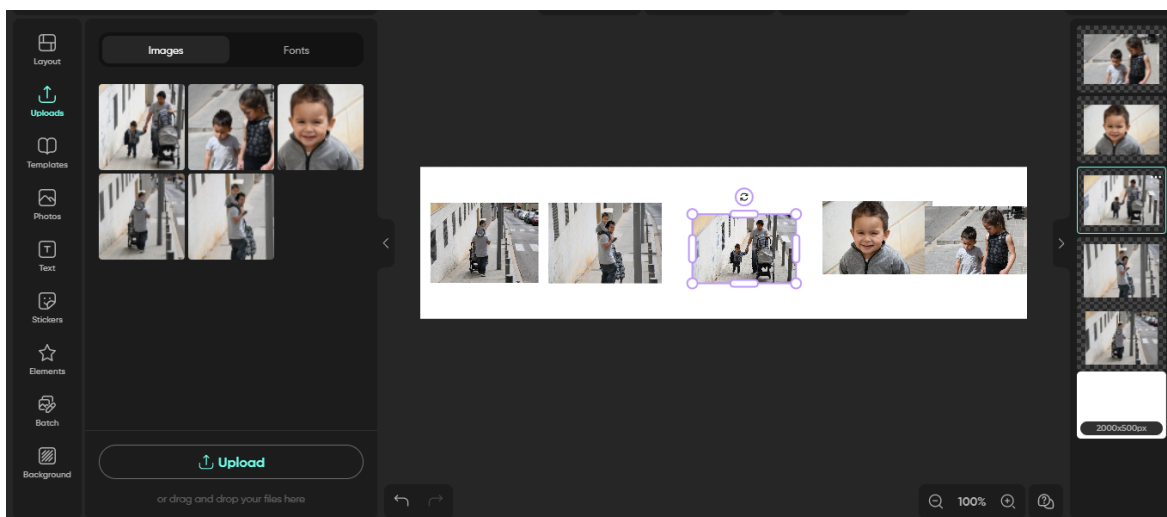 Layout
Uploads
Templates
Photos
Text
Stickers
Elements
Batch
Background
Images
Fonts
Upload
or drag and drop your files here
100%
2000x500px